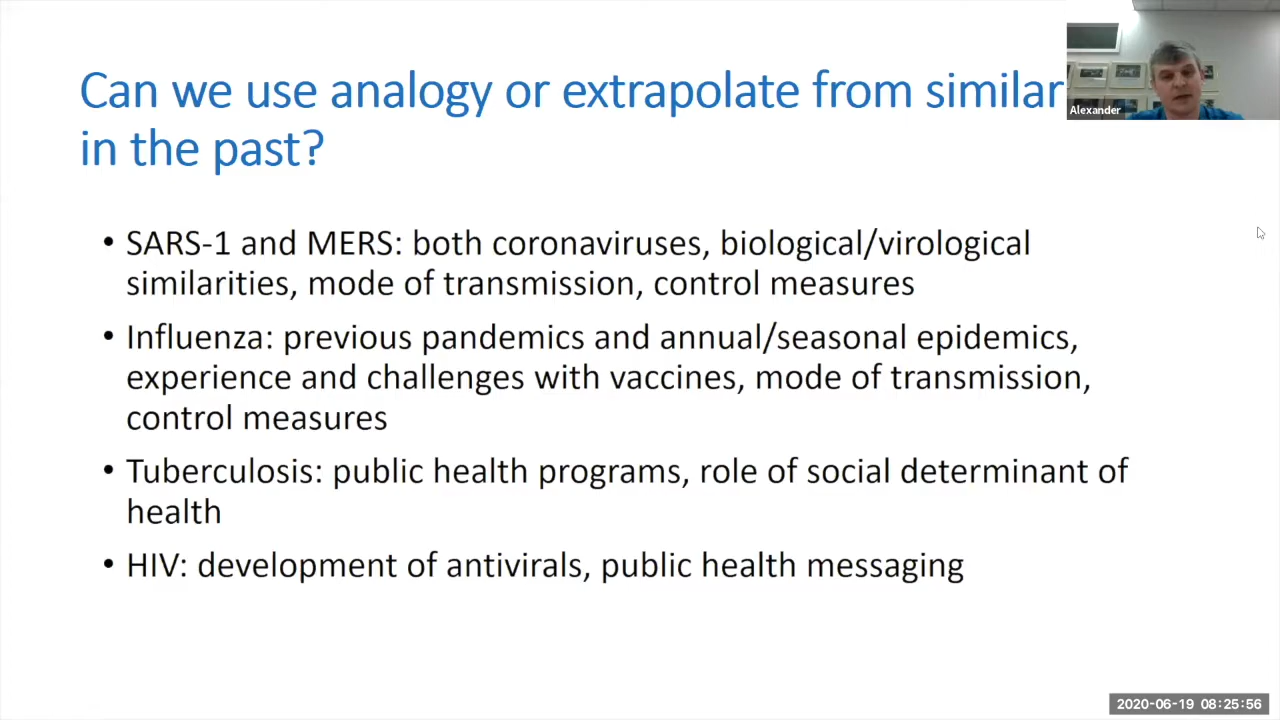 Can we use analogy or extrapolate from similar
in the past?
Alexander
• SARS-1 and MERS: both coronaviruses, biological/virological
similarities, mode of transmission, control measures
• Influenza: previous pandemics and annual/seasonal epidemics,
experience and challenges with vaccines, mode of transmission,
control measures
• Tuberculosis: public health programs, role of social determinant of
health
• HIV: development of antivirals, public health messaging
2020-06-19 08:25:56